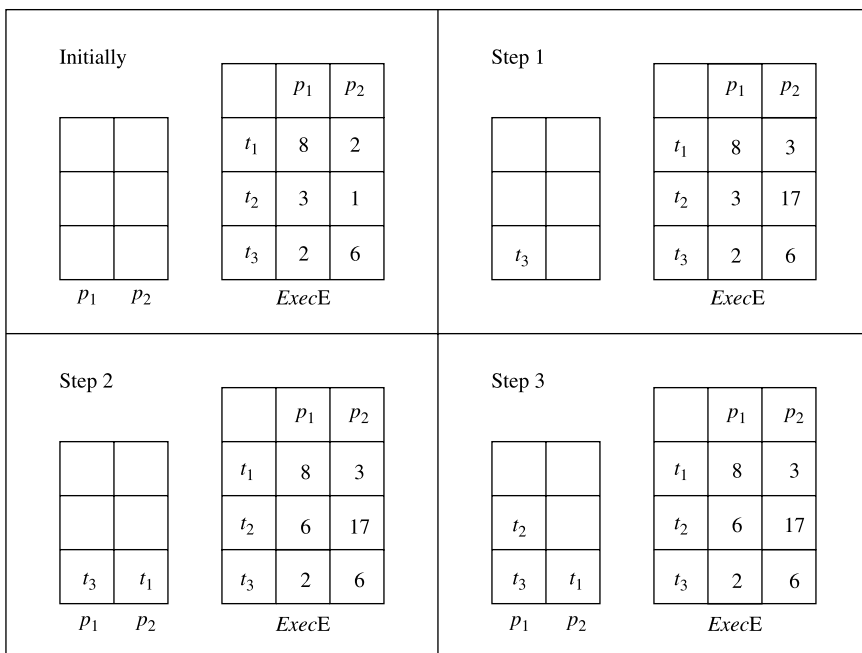 Initially
p1 p2
t1 8 2
t2 3 1
t3 2 6
p1 p2
ExecE
Step 1
p1 p2
t1 8 3
t2 3 17
t3 t3 2 6
ExecE
Step 2
p1 p2
t1 8 3
t2 6 17
t3 t1 t3 2 6
p1 p2
ExecE
Step 3
p1 p2
t1 8 3
t2 t2 6 17
t3 t1 t3 2 6
p1 p2
ExecE